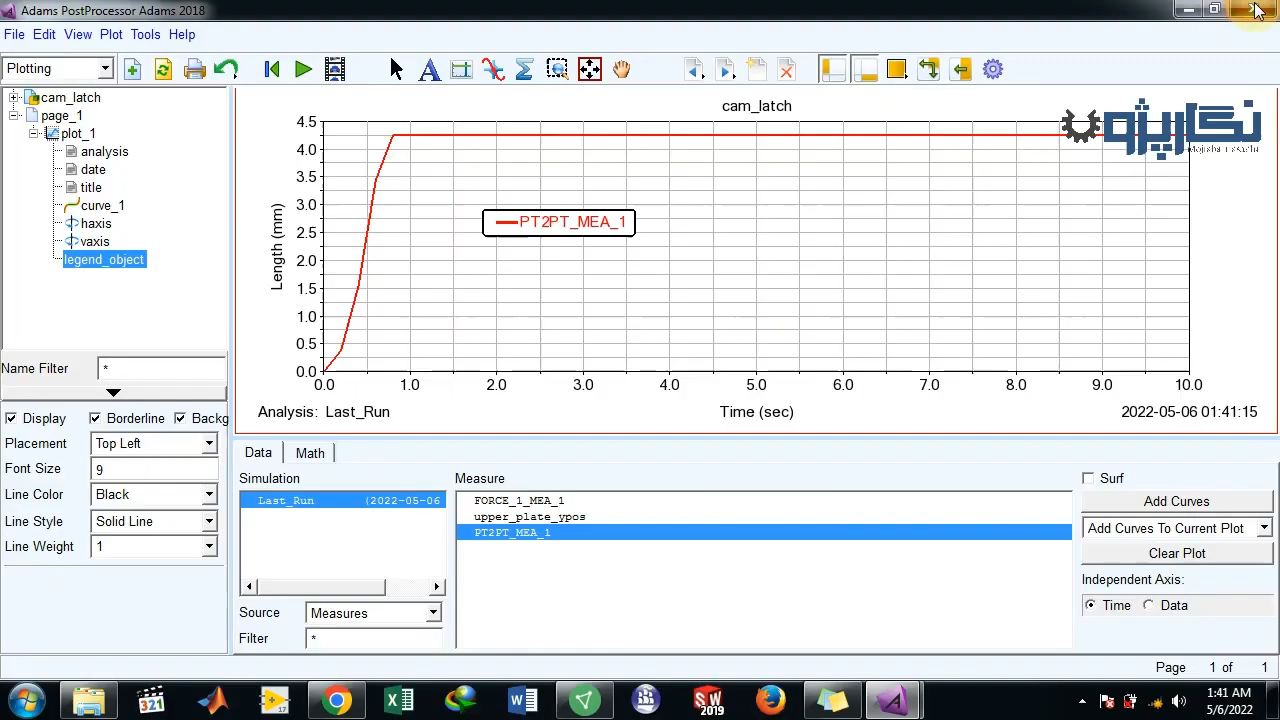 Adams PostProcessor Adams 2018
File Edit View Plot Tools Help
Plotting
cam_latch
page_1
plot_1
analysis
date
title
curve_1
haxis
vaxis
legend_object
Name Filter *
Display Borderline Backg
Placement Top Left
Font Size 9
Line Color Black
Line Style Solid Line
Line Weight 1
cam_latch
نگارپژوه
4.5
4.0
3.5
3.0
2.5
2.0
1.5
1.0
0.5
0.0
Length (mm)
PT2PT_MEA_1
0.0 1.0 2.0 3.0 4.0 5.0 6.0 7.0 8.0 9.0 10.0
Analysis: Last_Run Time (sec) 2022-05-06 01:41:15
Data Math
Simulation
Last_Run (2022-05-06
Source Measures
Filter *
Measure
FORCE_1_MEA_1
upper_plate_ypos
PT2PT_MEA_1
Surf
Add Curves
Add Curves To Current Plot
Clear Plot
Independent Axis:
Time Data
Page 1 of 1
321
17
SW
2019
1:41 AM
5/6/2022